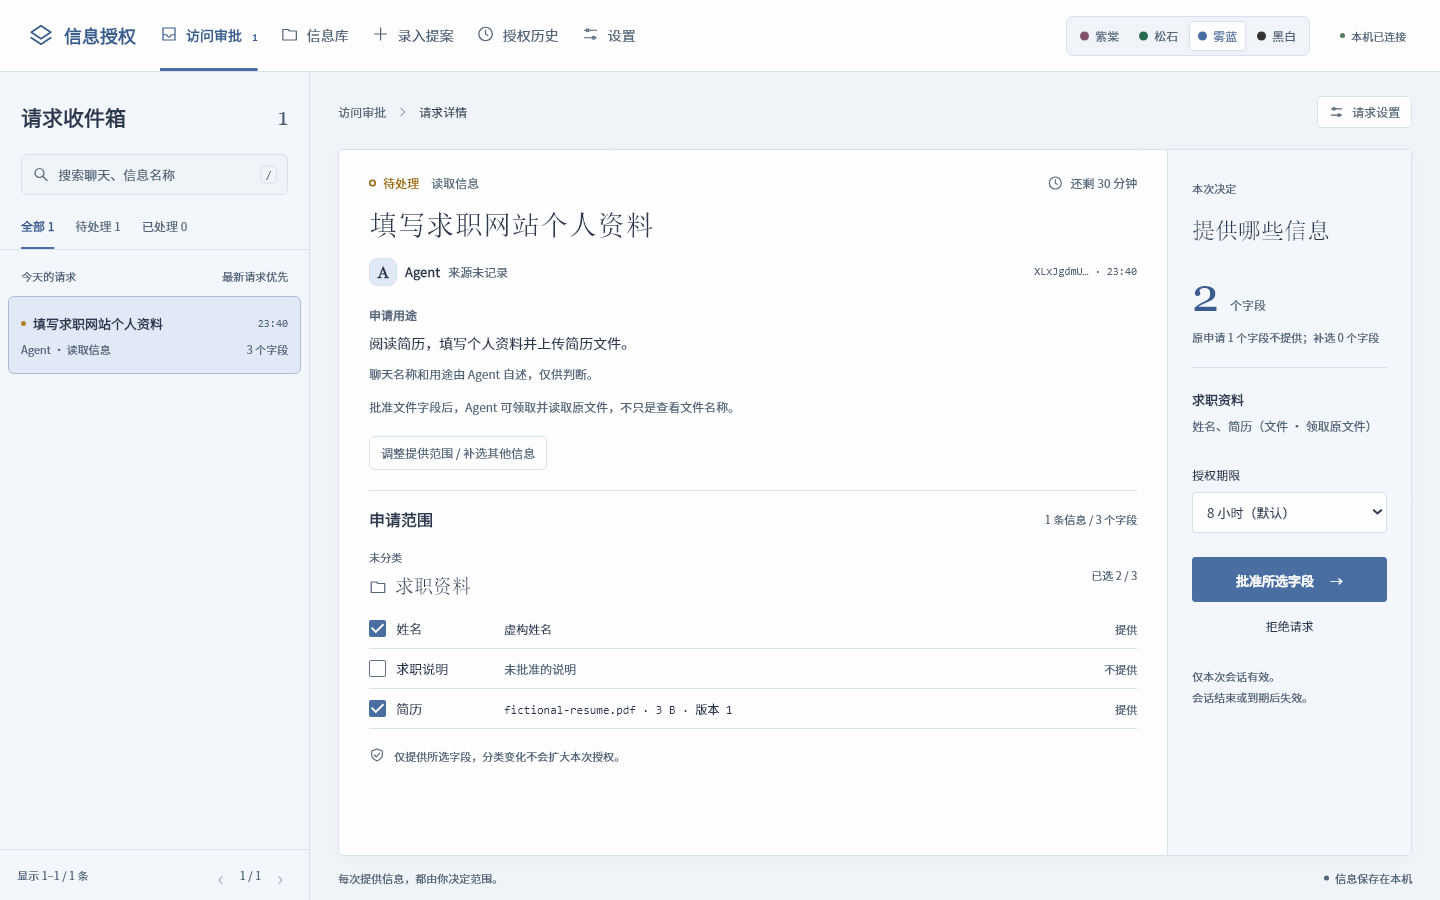 信息授权
访问审批 1
信息库
录入提案
授权历史
设置
紫棠
松石
雾蓝
黑白
本机已连接
请求收件箱 1
搜索聊天、信息名称 /
全部 1 待处理 1 已处理 0
今天的请求 最新请求优先
填写求职网站个人资料 23:40
Agent · 读取信息 3 个字段
显示 1–1 / 1 条 ‹ 1 / 1 ›
访问审批 > 请求详情
请求设置
待处理 读取信息 还剩 30 分钟
填写求职网站个人资料
A Agent 来源未记录 XLxJgdmU… · 23:40
申请用途
阅读简历，填写个人资料并上传简历文件。
聊天名称和用途由 Agent 自述，仅供判断。
批准文件字段后，Agent 可领取并读取原文件，不只是查看文件名称。
调整提供范围 / 补选其他信息
申请范围 1 条信息 / 3 个字段
未分类
求职资料 已选 2 / 3
姓名 虚构姓名 提供
求职说明 未批准的说明 不提供
简历 fictional-resume.pdf · 3 B · 版本 1 提供
仅提供所选字段，分类变化不会扩大本次授权。
本次决定
提供哪些信息
2 个字段
原申请 1 个字段不提供；补选 0 个字段
求职资料
姓名、简历（文件 · 领取原文件）
授权期限
8 小时（默认）
批准所选字段 →
拒绝请求
仅本次会话有效。
会话结束或到期后失效。
每次提供信息，都由你决定范围。
信息保存在本机